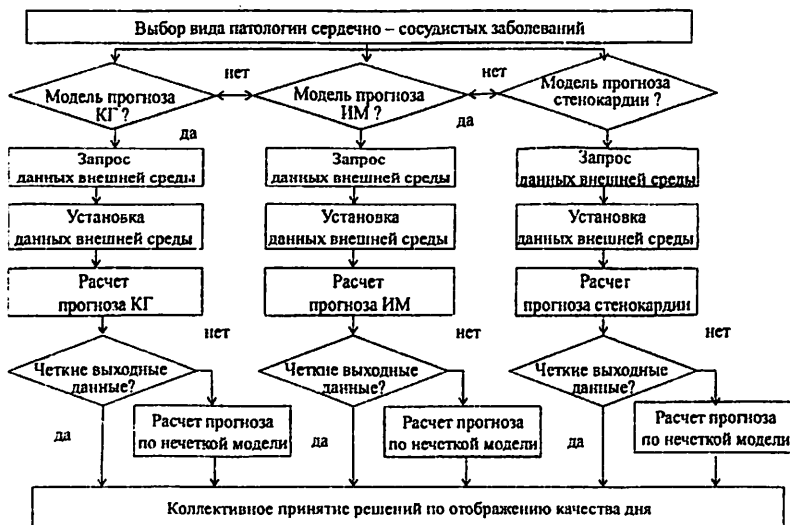 Выбор вида патологии сердечно – сосудистых заболеваний
нет
нет
Модель прогноза
КГ ?
Модель прогноза
ИМ ?
Модель прогноза
стенокардии ?
да
да
Запрос
данных внешней среды
Запрос
данных внешней среды
Запрос
данных внешней среды
Установка
данных внешней среды
Установка
данных внешней среды
Установка
данных внешней среды
Расчет
прогноза КГ
Расчет
прогноза ИМ
Расчет
прогноза стенокардии
нет
нет
нет
Четкие выходные
данные?
Четкие выходные
данные?
Четкие выходные
данные?
Расчет прогноза
по нечеткой модели
Расчет прогноза
по нечеткой модели
Расчет прогноза
по нечеткой модели
да
да
да
Коллективное принятие решений по отображению качества дня